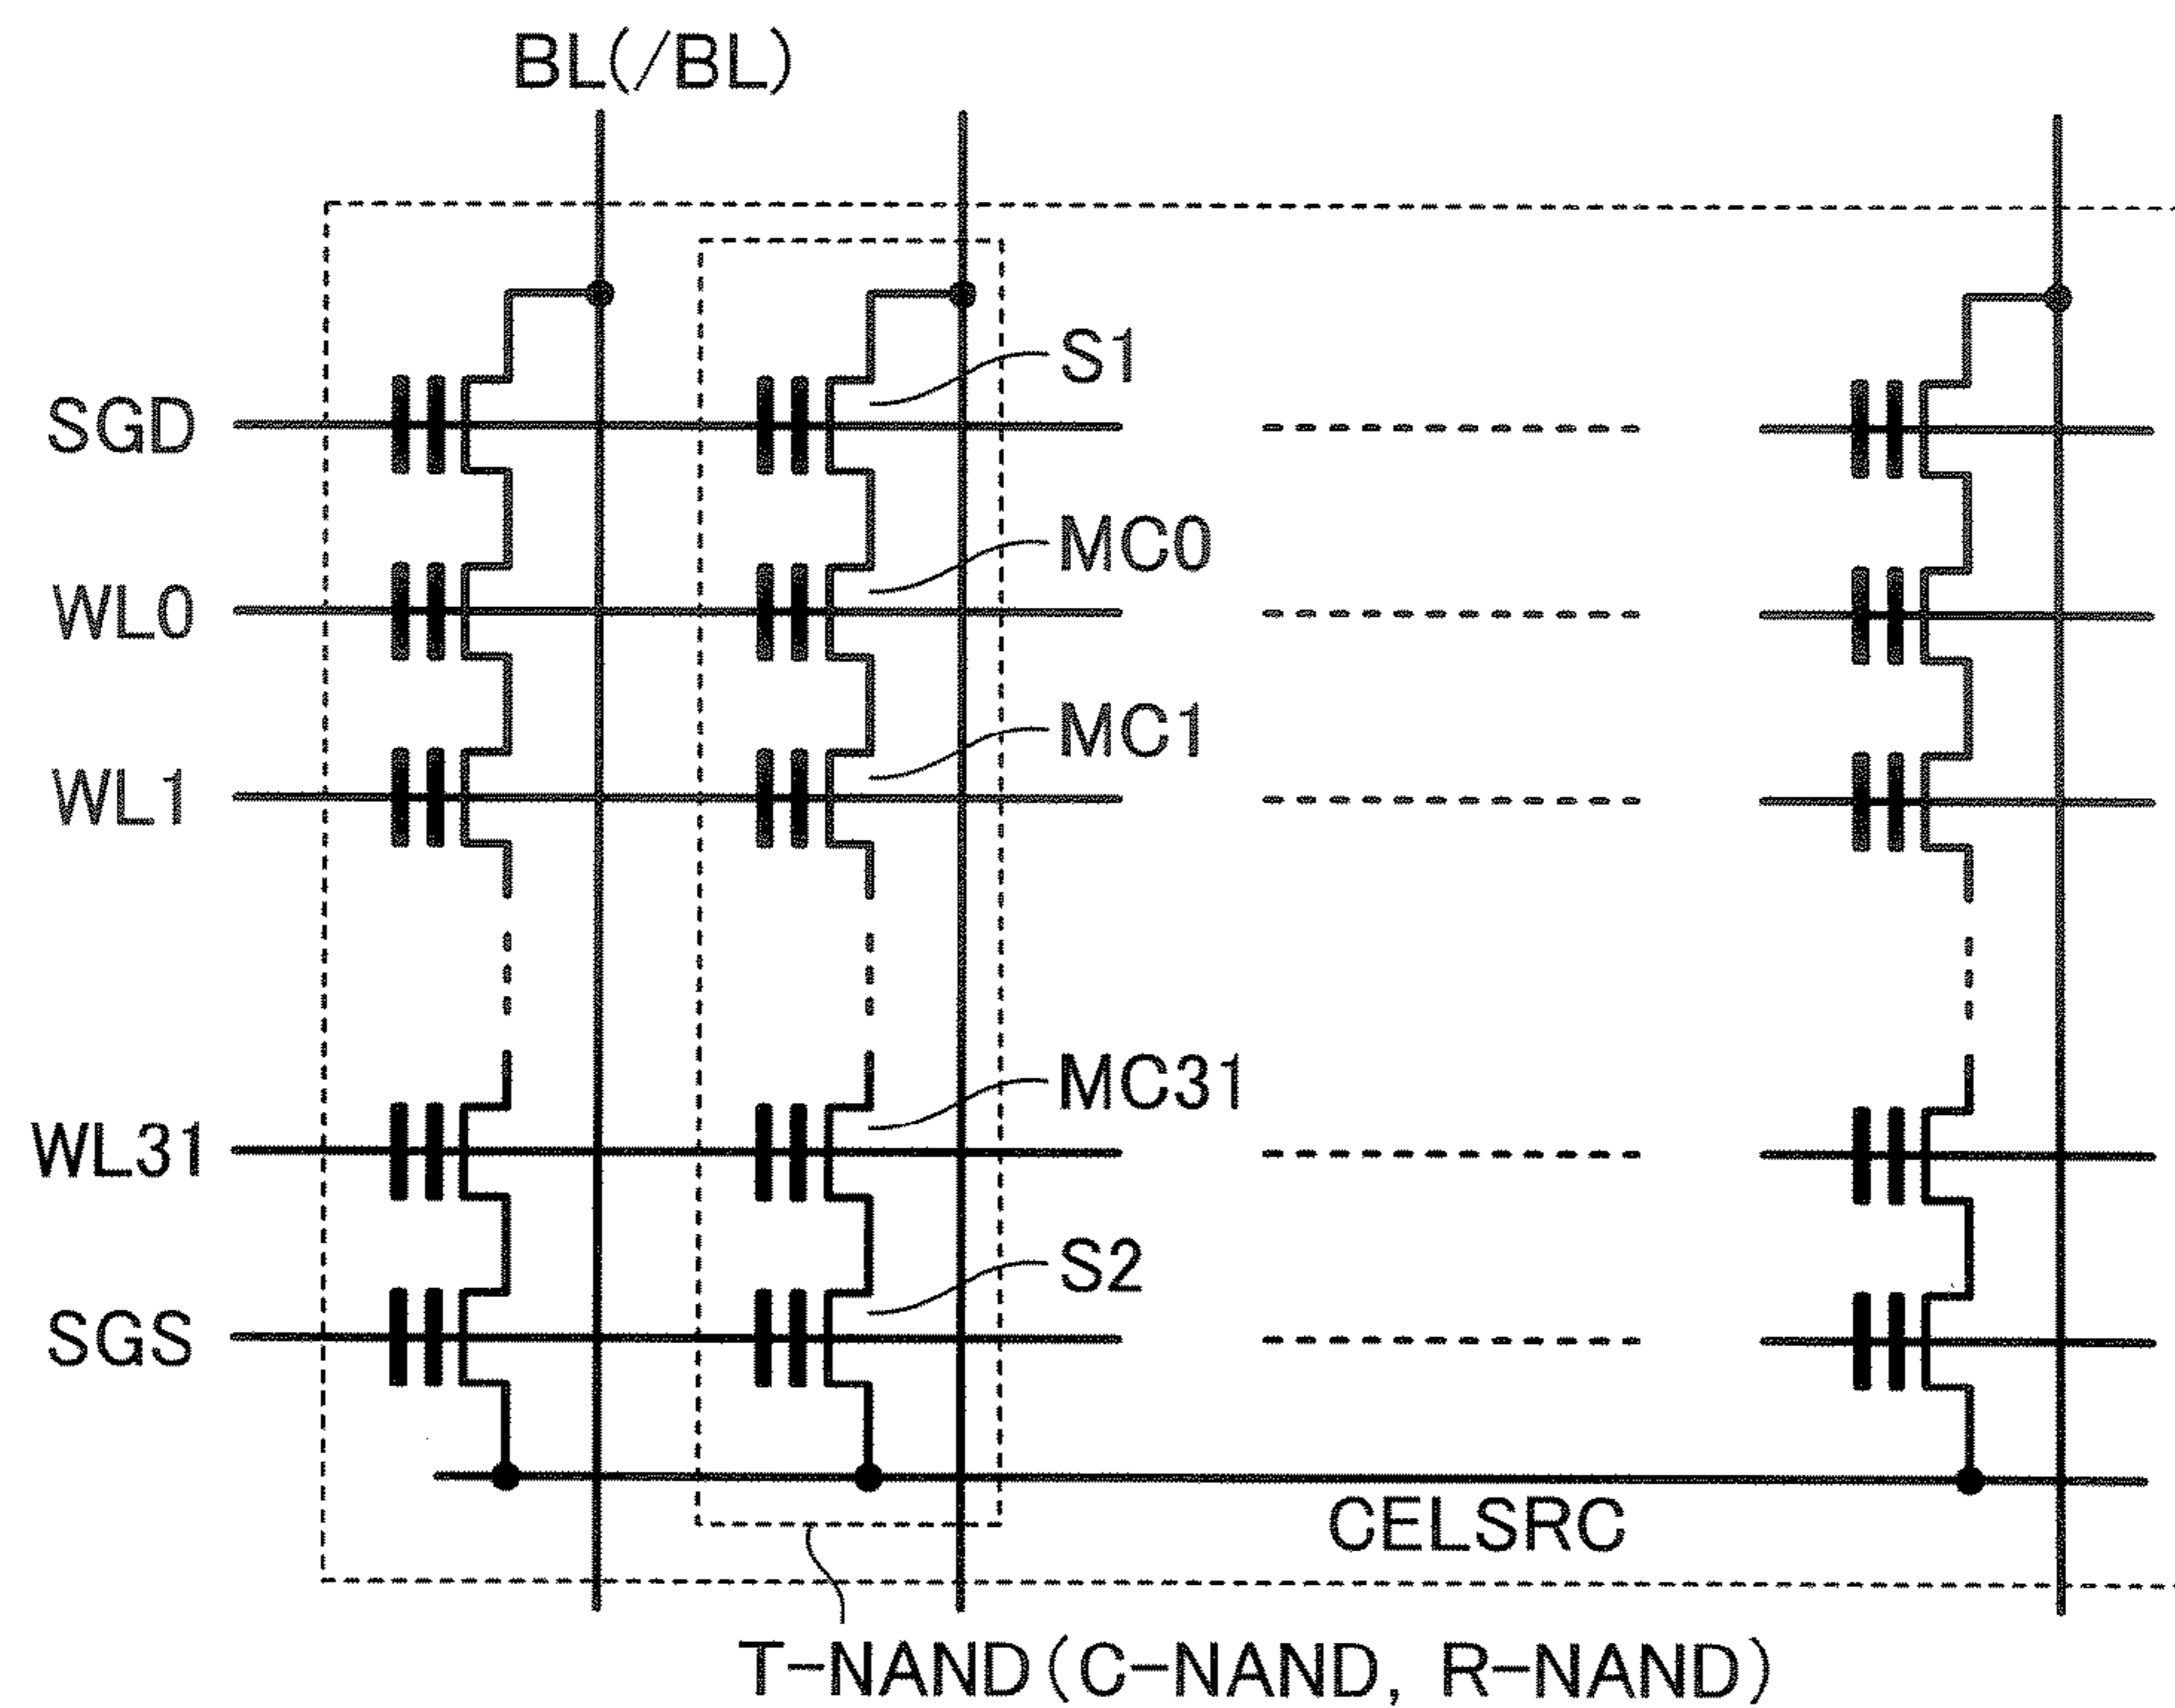 BL(/BL)
S1
SGD
MC0
WL0
MC1
WL1
MC31
WL31
S2
SGS
CELSRC
T-NAND(C-NAND, R-NAND)